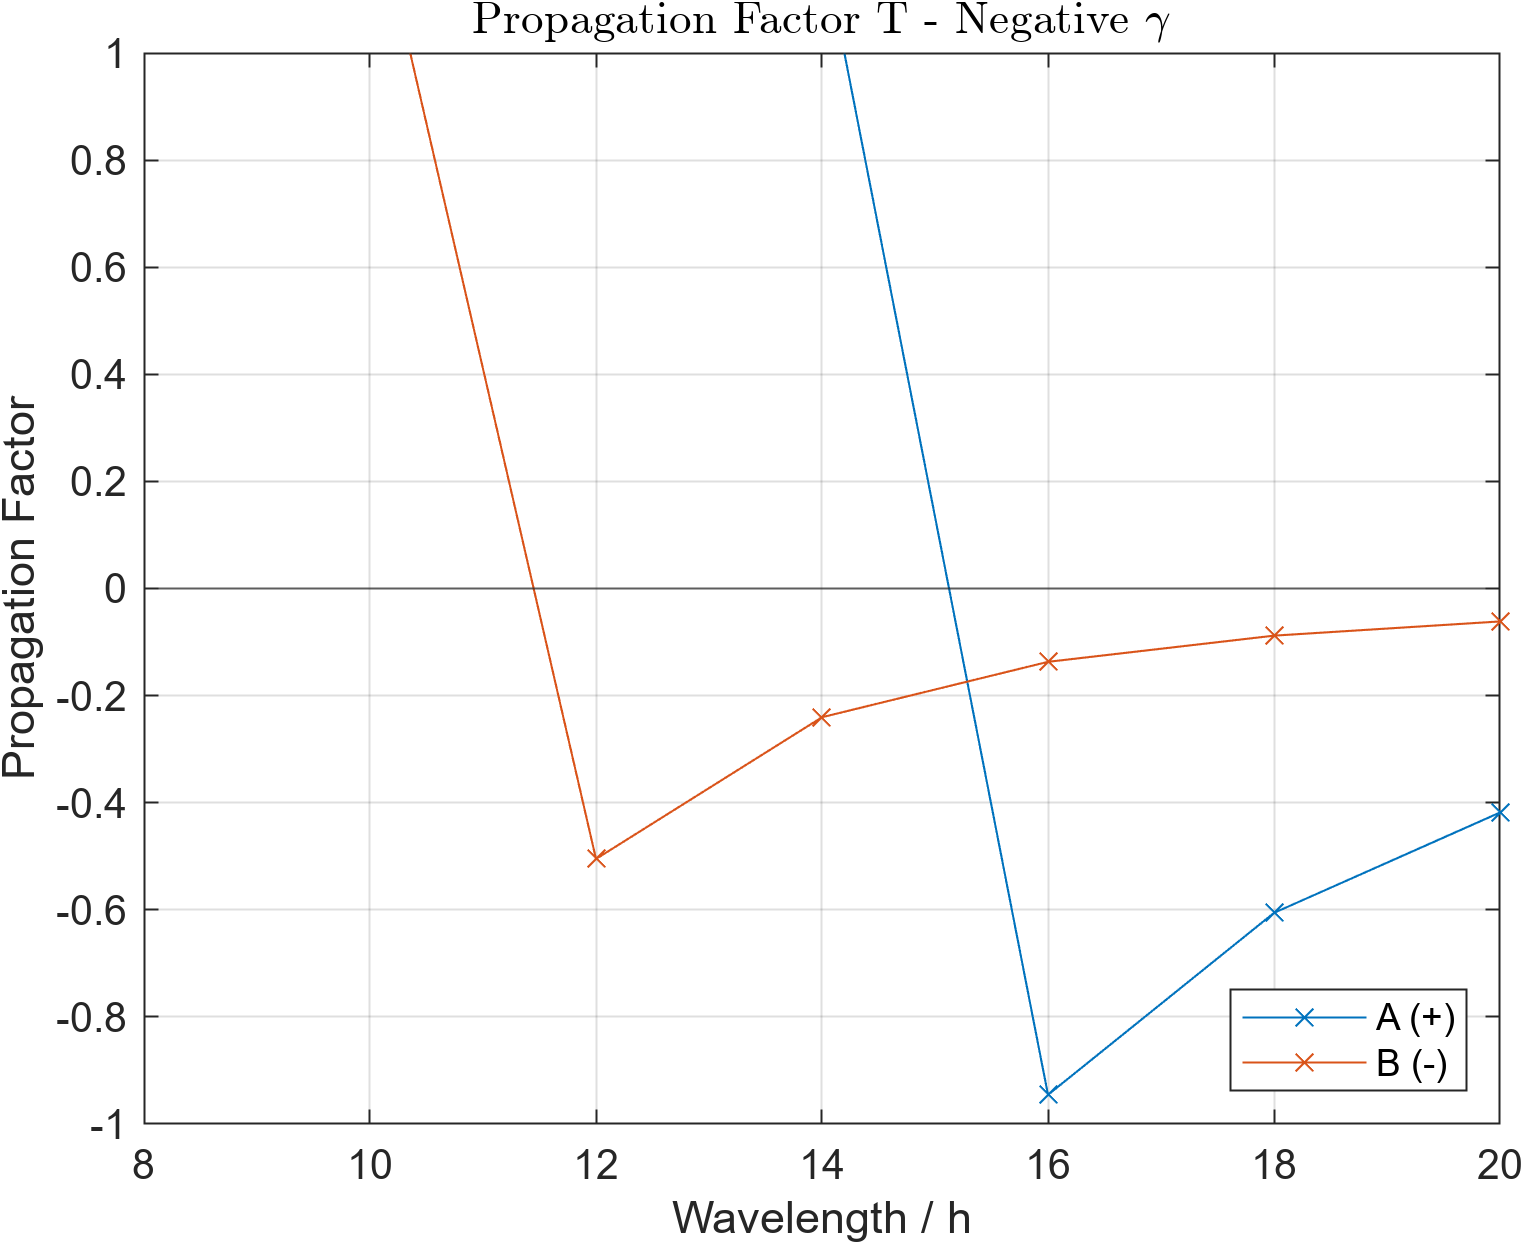 Propagation Factor T - Negative γ
1
0.8
0.6
0.4
0.2
0
-0.2
-0.4
-0.6
-0.8
-1
Propagation Factor
8 10 12 14 16 18 20
Wavelength / h
A (+)
B (-)